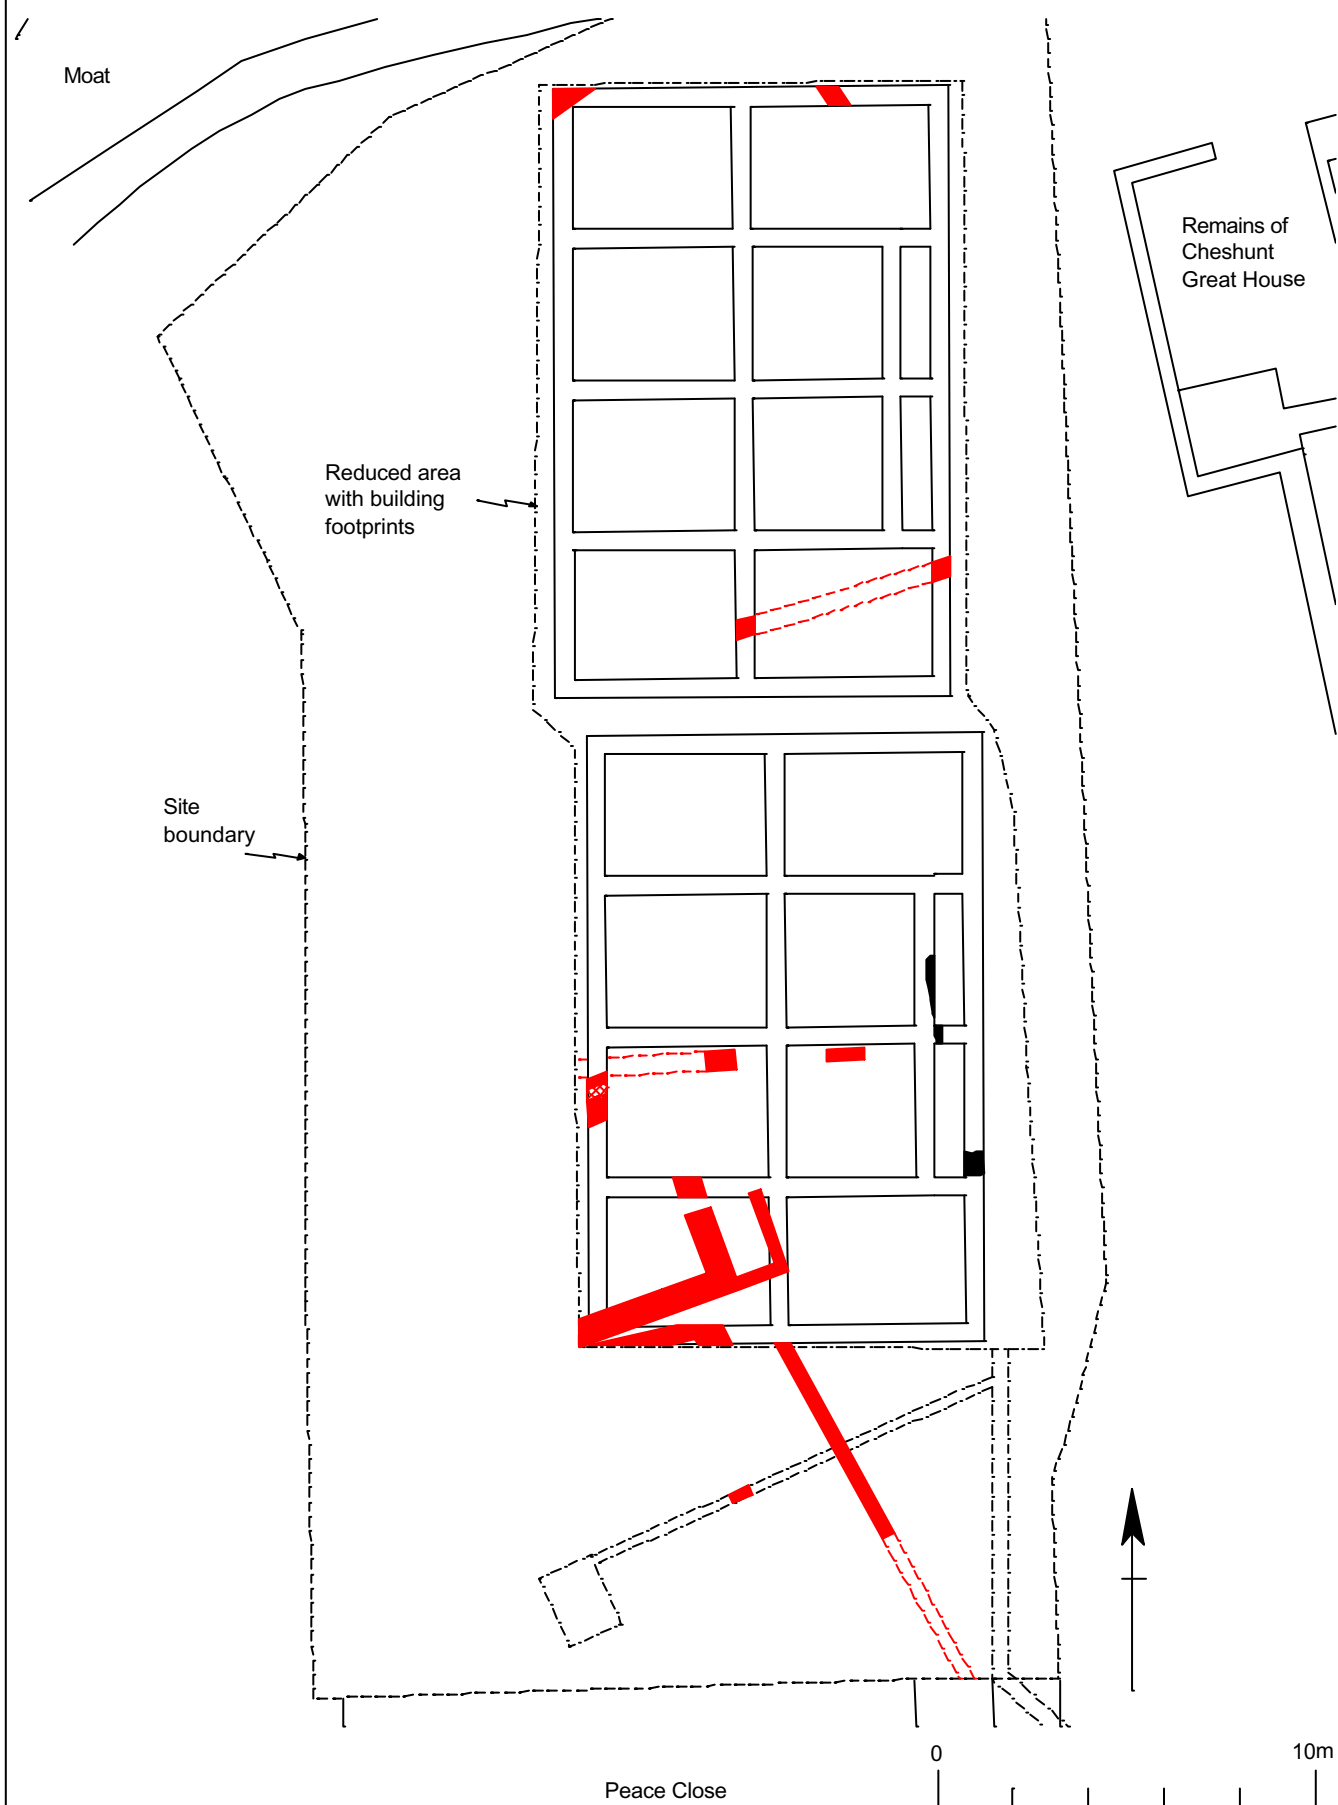 Moat
Remains of
Cheshunt
Great House
Reduced area
with building
footprints
Site
boundary
0
10m
Peace Close